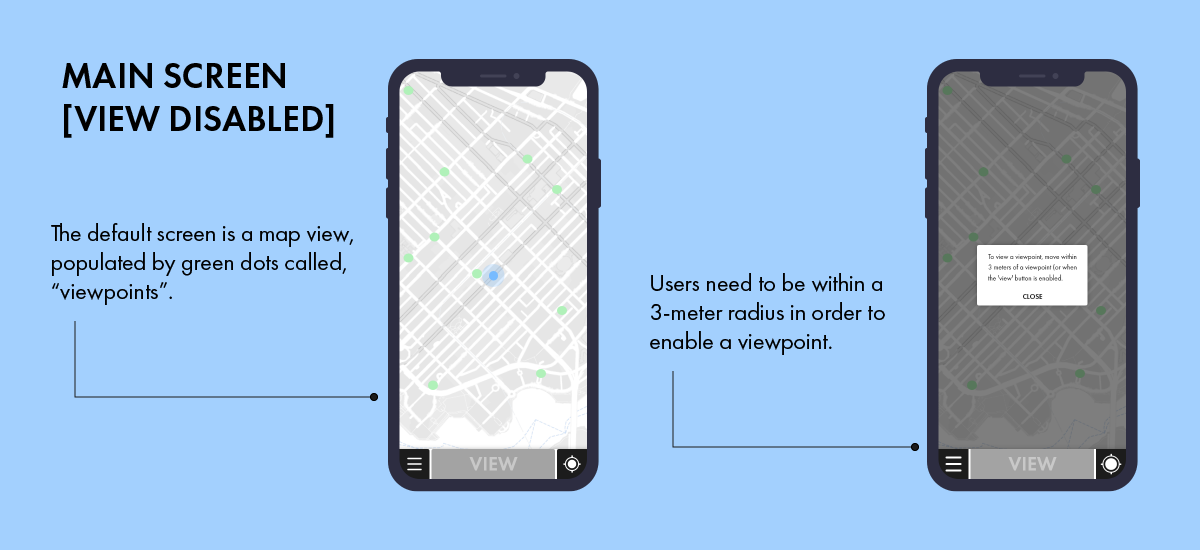 MAIN SCREEN
[VIEW DISABLED]
The default screen is a map view,
populated by green dots called,
“viewpoints”.
VIEW
Users need to be within a
3-meter radius in order to
enable a viewpoint.
To view a viewpoint, move within
3 meters of a viewpoint (or when
the 'view' button is enabled.
CLOSE
VIEW